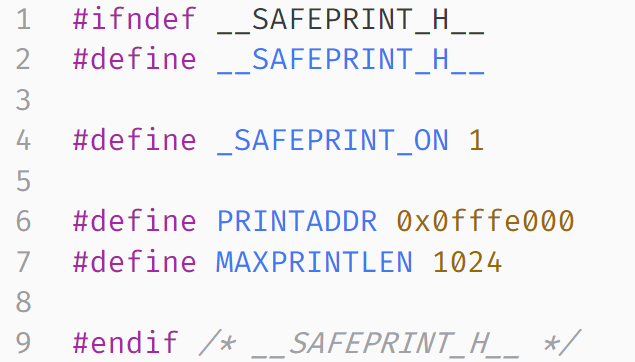 1 #ifndef __SAFEPRINT_H__
2 #define __SAFEPRINT_H__
3
4 #define _SAFEPRINT_ON 1
5
6 #define PRINTADDR 0x0fffe000
7 #define MAXPRINTLEN 1024
8
9 #endif /* __SAFEPRINT_H__ */